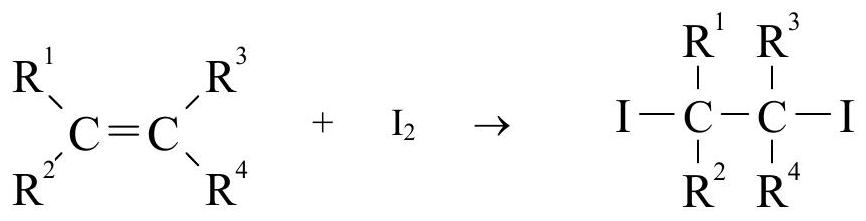 R¹ R³
C=C
R² R⁴
+ I₂ →
R¹ R³
I—C—C—I
R² R⁴